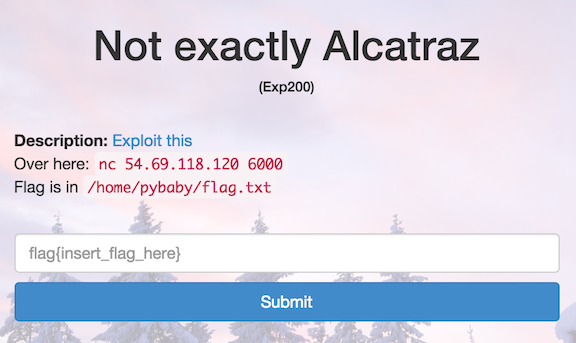 Not exactly Alcatraz
(Exp200)
Description: Exploit this
Over here: nc 54.69.118.120 6000
Flag is in /home/pybaby/flag.txt
flag{insert_flag_here}
Submit